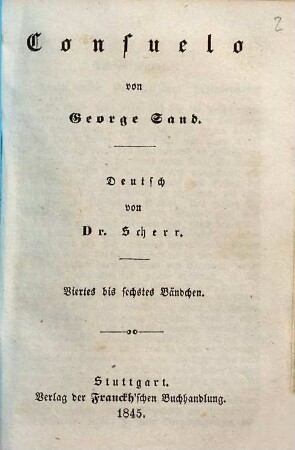 2
Consuelo
von
George Sand.
Deutsch
von
Dr. Scherr.
Viertes bis sechstes Bändchen.
Stuttgart.
Verlag der Franckh'schen Buchhandlung.
1845.